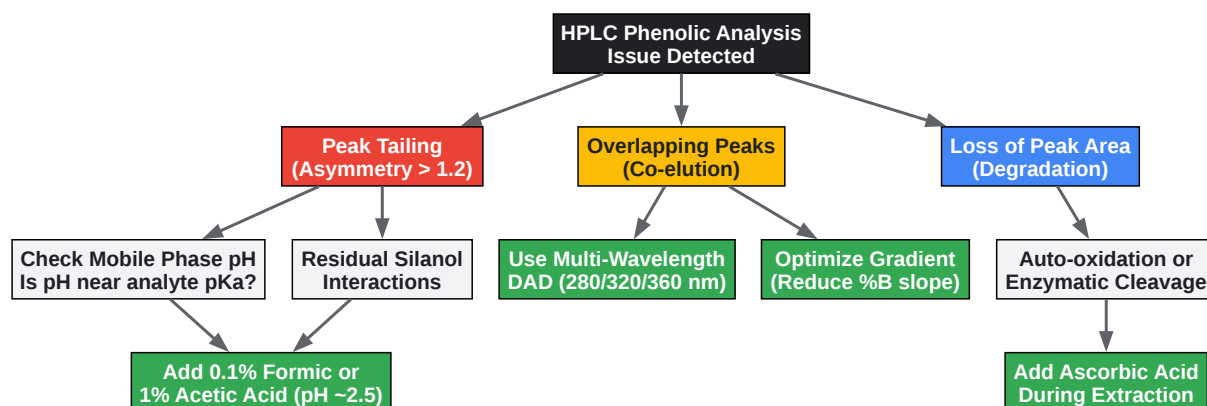 HPLC Phenolic Analysis
Issue Detected
Peak Tailing
(Asymmetry > 1.2)
Overlapping Peaks
(Co-elution)
Loss of Peak Area
(Degradation)
Check Mobile Phase pH
Is pH near analyte pKa?
Residual Silanol
Interactions
Use Multi-Wavelength
DAD (280/320/360 nm)
Optimize Gradient
(Reduce %B slope)
Auto-oxidation or
Enzymatic Cleavage
Add 0.1% Formic or
1% Acetic Acid (pH ~2.5)
Add Ascorbic Acid
During Extraction